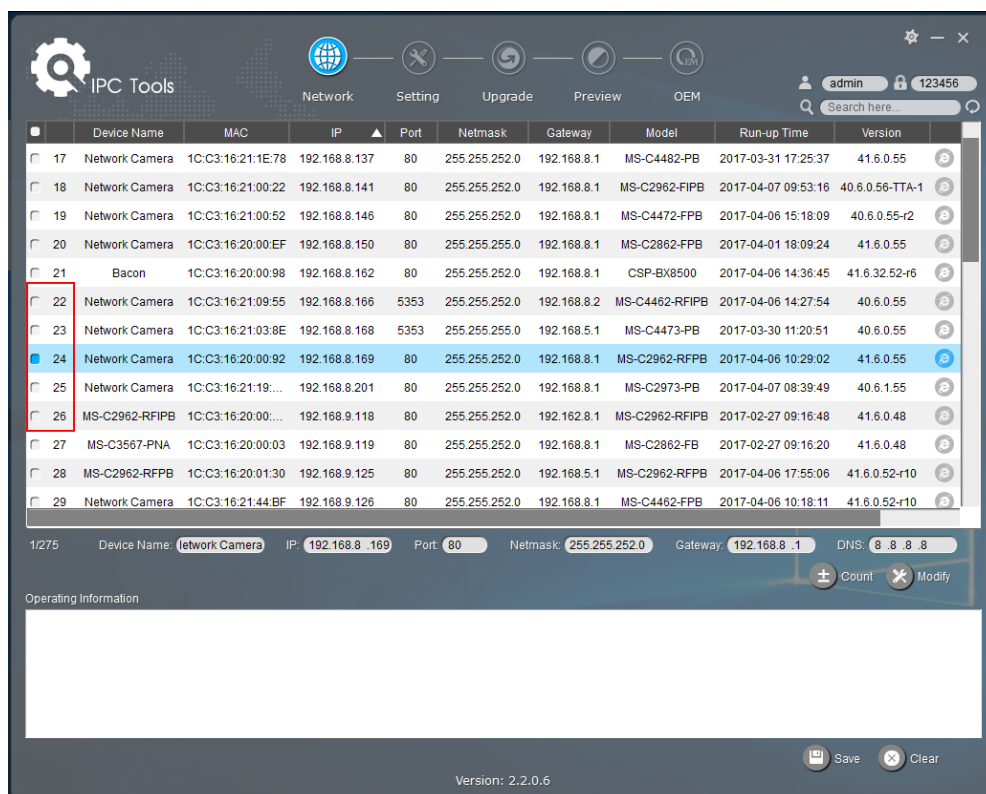 IPC Tools
Network Setting Upgrade Preview OEM
admin 123456
Search here...
Device Name MAC IP Port Netmask Gateway Model Run-up Time Version
17 Network Camera 1C:C3:16:21:1E:78 192.168.8.137 80 255.255.252.0 192.168.8.1 MS-C4482-PB 2017-03-31 17:25:37 41.6.0.55
18 Network Camera 1C:C3:16:21:00:22 192.168.8.141 80 255.255.252.0 192.168.8.1 MS-C2962-FIPB 2017-04-07 09:53:16 40.6.0.56-TTA-1
19 Network Camera 1C:C3:16:21:00:52 192.168.8.146 80 255.255.252.0 192.168.8.1 MS-C4472-FPB 2017-04-06 15:18:09 40.6.0.55-r2
20 Network Camera 1C:C3:16:20:00:EF 192.168.8.150 80 255.255.252.0 192.168.8.1 MS-C2862-FPB 2017-04-01 18:09:24 41.6.0.55
21 Bacon 1C:C3:16:20:00:98 192.168.8.162 80 255.255.252.0 192.168.8.1 CSP-BX8500 2017-04-06 14:36:45 41.6.32.52-r6
22 Network Camera 1C:C3:16:21:09:55 192.168.8.166 5353 255.255.252.0 192.168.8.2 MS-C4462-RFIPB 2017-04-06 14:27:54 40.6.0.55
23 Network Camera 1C:C3:16:21:03:8E 192.168.8.168 5353 255.255.255.0 192.168.5.1 MS-C4473-PB 2017-03-30 11:20:51 40.6.0.55
24 Network Camera 1C:C3:16:20:00:92 192.168.8.169 80 255.255.252.0 192.168.8.1 MS-C2962-RFPB 2017-04-06 10:29:02 41.6.0.55
25 Network Camera 1C:C3:16:21:19:... 192.168.8.201 80 255.255.252.0 192.168.8.1 MS-C2973-PB 2017-04-07 08:39:49 40.6.1.55
26 MS-C2962-RFIPB 1C:C3:16:20:00:... 192.168.9.118 80 255.255.252.0 192.168.8.1 MS-C2962-RFIPB 2017-02-27 09:16:48 41.6.0.48
27 MS-C3567-PNA 1C:C3:16:20:00:03 192.168.9.119 80 255.255.252.0 192.168.8.1 MS-C2862-FB 2017-02-27 09:16:20 41.6.0.48
28 MS-C2962-RFPB 1C:C3:16:20:01:30 192.168.9.125 80 255.255.252.0 192.168.5.1 MS-C2962-RFPB 2017-04-06 17:55:06 41.6.0.52-r10
29 Network Camera 1C:C3:16:21:44:BF 192.168.9.126 80 255.255.252.0 192.168.8.1 MS-C4462-FPB 2017-04-06 10:18:11 41.6.0.52-r10
1/275 Device Name: letwork Camera IP: 192.168.8 .169 Port: 80 Netmask: 255.255.252.0 Gateway: 192.168.8 .1 DNS: 8 .8 .8 .8
Count Modify
Operating Information
Save Clear
Version: 2.2.0.6